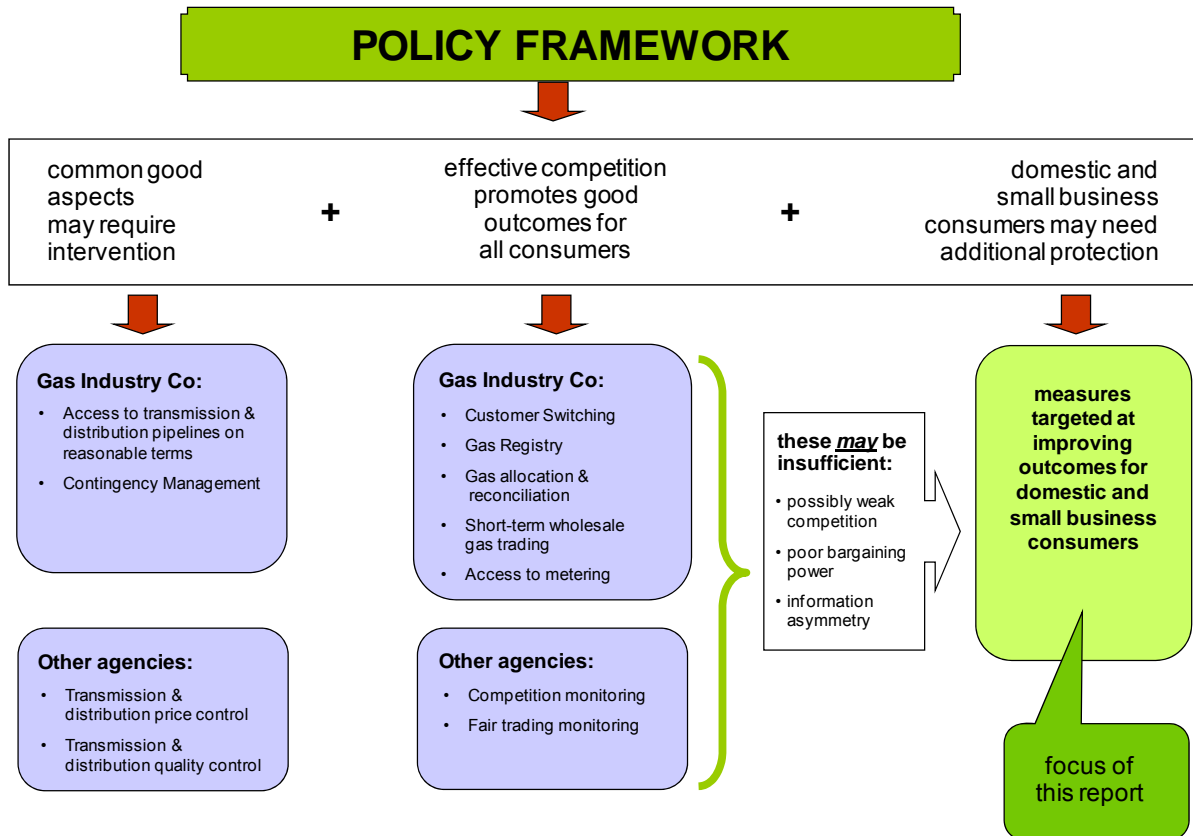 POLICY FRAMEWORK
common good
aspects
may require
intervention
+
effective competition
promotes good
outcomes for
all consumers
+
domestic and
small business
consumers may need
additional protection
Gas Industry Co:
• Access to transmission &
distribution pipelines on
reasonable terms
• Contingency Management
Other agencies:
• Transmission &
distribution price control
• Transmission &
distribution quality control
Gas Industry Co:
• Customer Switching
• Gas Registry
• Gas allocation &
reconciliation
• Short-term wholesale
gas trading
• Access to metering
Other agencies:
• Competition monitoring
• Fair trading monitoring
these may be
insufficient:
• possibly weak
competition
• poor bargaining
power
• information
asymmetry
measures
targeted at
improving
outcomes for
domestic and
small business
consumers
focus of
this report